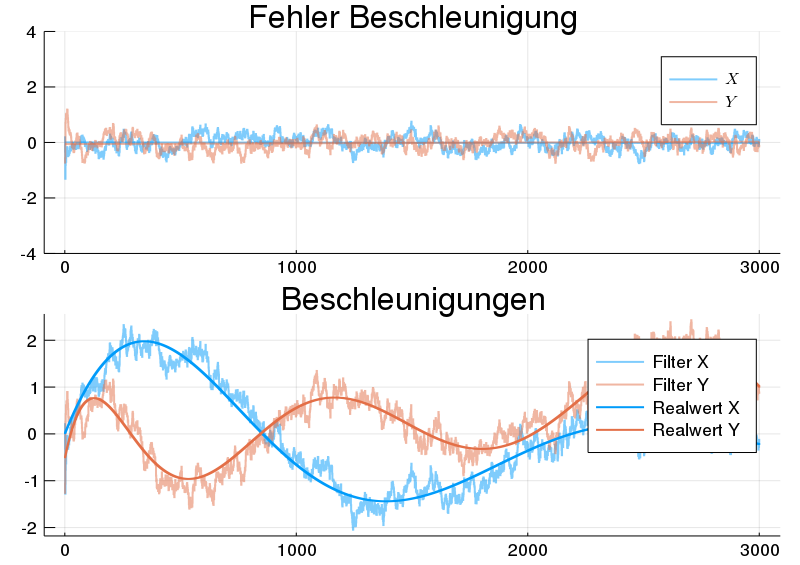 Fehler Beschleunigung
4
2
0
-2
-4
X
Y
0 1000 2000 3000
Beschleunigungen
2
1
0
-1
-2
Filter X
Filter Y
Realwert X
Realwert Y
0 1000 2000 3000